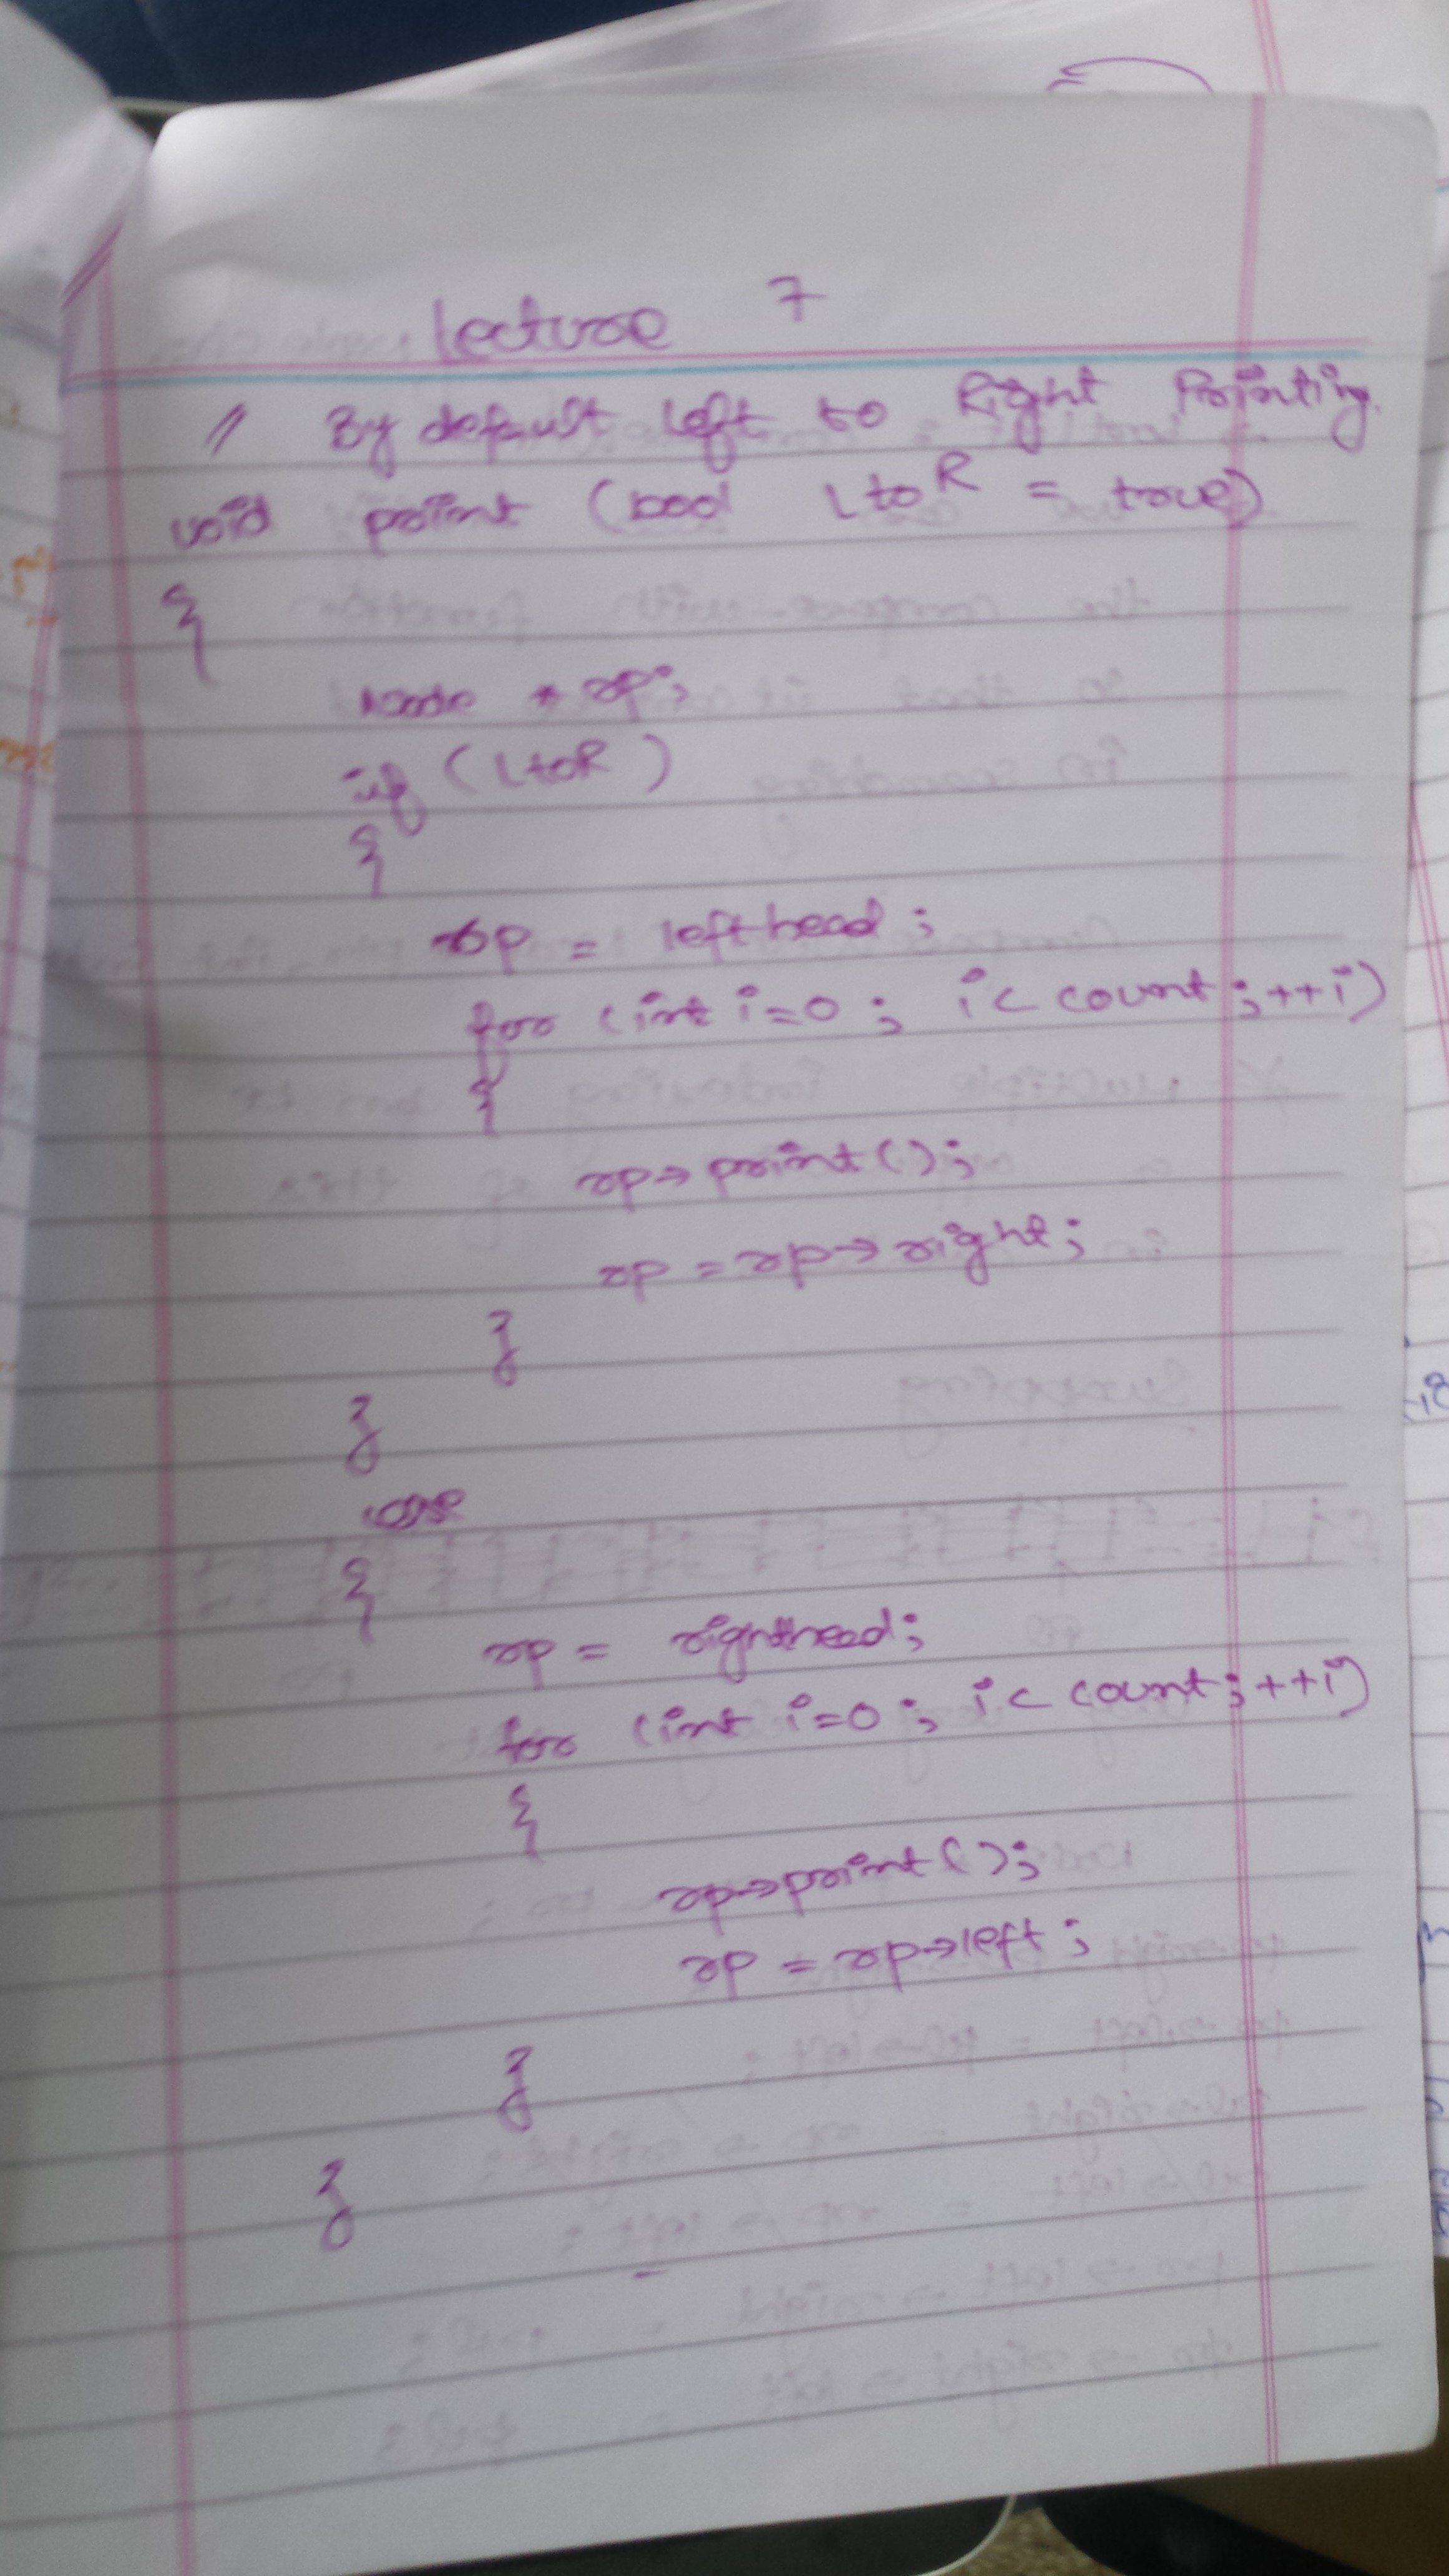 Lecture 7
// By default Left to Right Printing.
void print (bool LtoR = true)
{
Node * rp;
if (LtoR)
{
rp = lefthead;
for (int i=0; i< count; ++i)
{
rp→print();
rp = rp→right;
}
}
else
{
rp = righthead;
for (int i=0; i< count; ++i)
{
rp→print();
rp = rp→left;
}
}